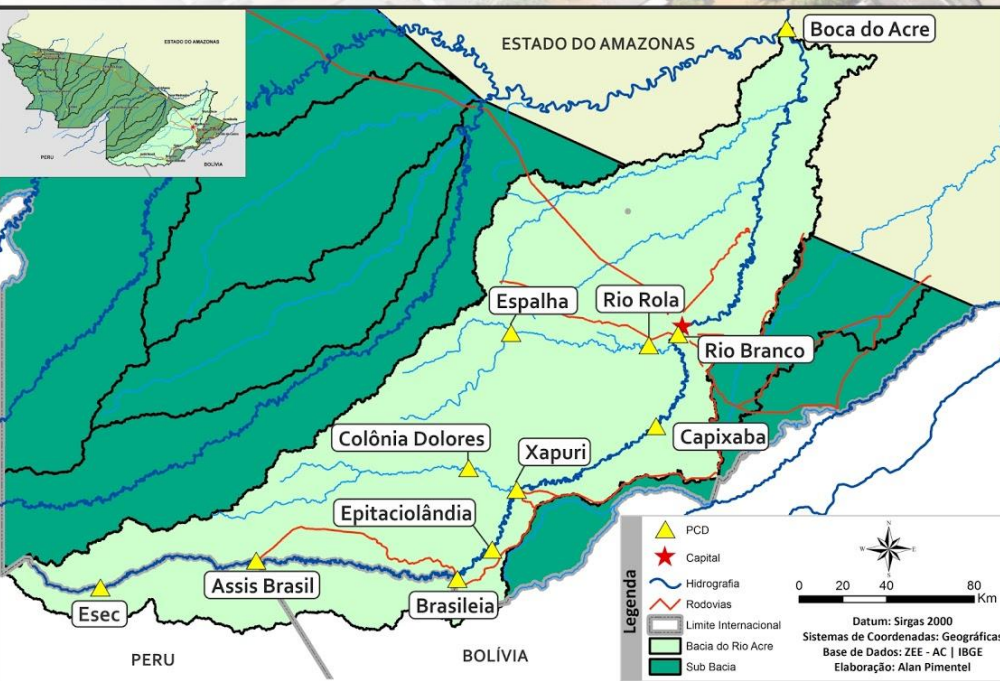 ESTADO DO AMAZONAS
PERU
BOLÍVIA
ESTADO DO AMAZONAS
Boca do Acre
Espalha
Rio Rola
Rio Branco
Colônia Dolores
Xapuri
Capixaba
Epitaciolândia
Esec
Assis Brasil
Brasileia
PERU
BOLÍVIA
Legenda
PCD
Capital
Hidrografia
Rodovias
Limite Internacional
Bacia do Rio Acre
Sub Bacia
N
W
E
S
0 20 40 80
Km
Datum: Sirgas 2000
Sistemas de Coordenadas: Geográficas
Base de Dados: ZEE - AC | IBGE
Elaboração: Alan Pimentel